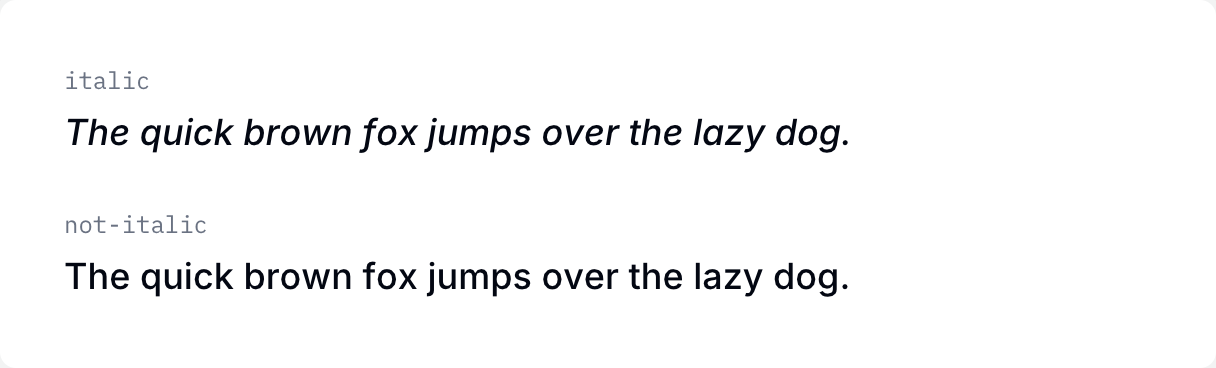 italic
The quick brown fox jumps over the lazy dog.
not-italic
The quick brown fox jumps over the lazy dog.